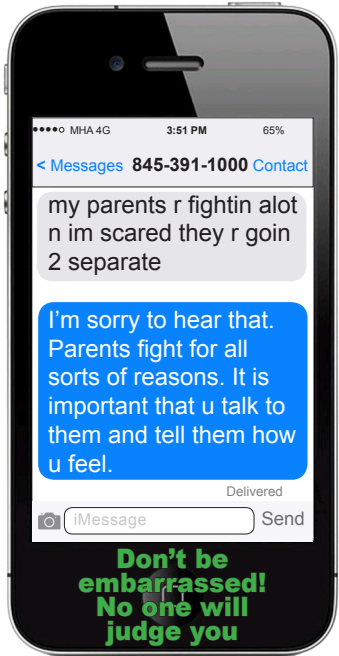 MHA 4G 3:51 PM 65%
< Messages 845-391-1000 Contact
my parents r fightin alot
n im scared they r goin
2 separate
I'm sorry to hear that.
Parents fight for all
sorts of reasons. It is
important that u talk to
them and tell them how
u feel.
Delivered
iMessage Send
Don't be
embarrassed!
No one will
judge you